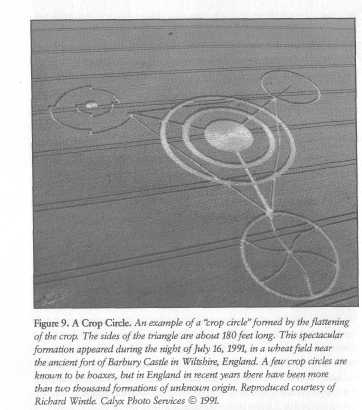 Figure 9. A Crop Circle. An example of a "crop circle" formed by the flattening
of the crop. The sides of the triangle are about 180 feet long. This spectacular
formation appeared during the night of July 16, 1991, in a wheat field near
the ancient fort of Barbury Castle in Wiltshire, England. A few crop circles are
known to be hoaxes, but in England in recent years there have been more
than two thousand formations of unknown origin. Reproduced courtesy of
Richard Wintle. Calyx Photo Services © 1991.